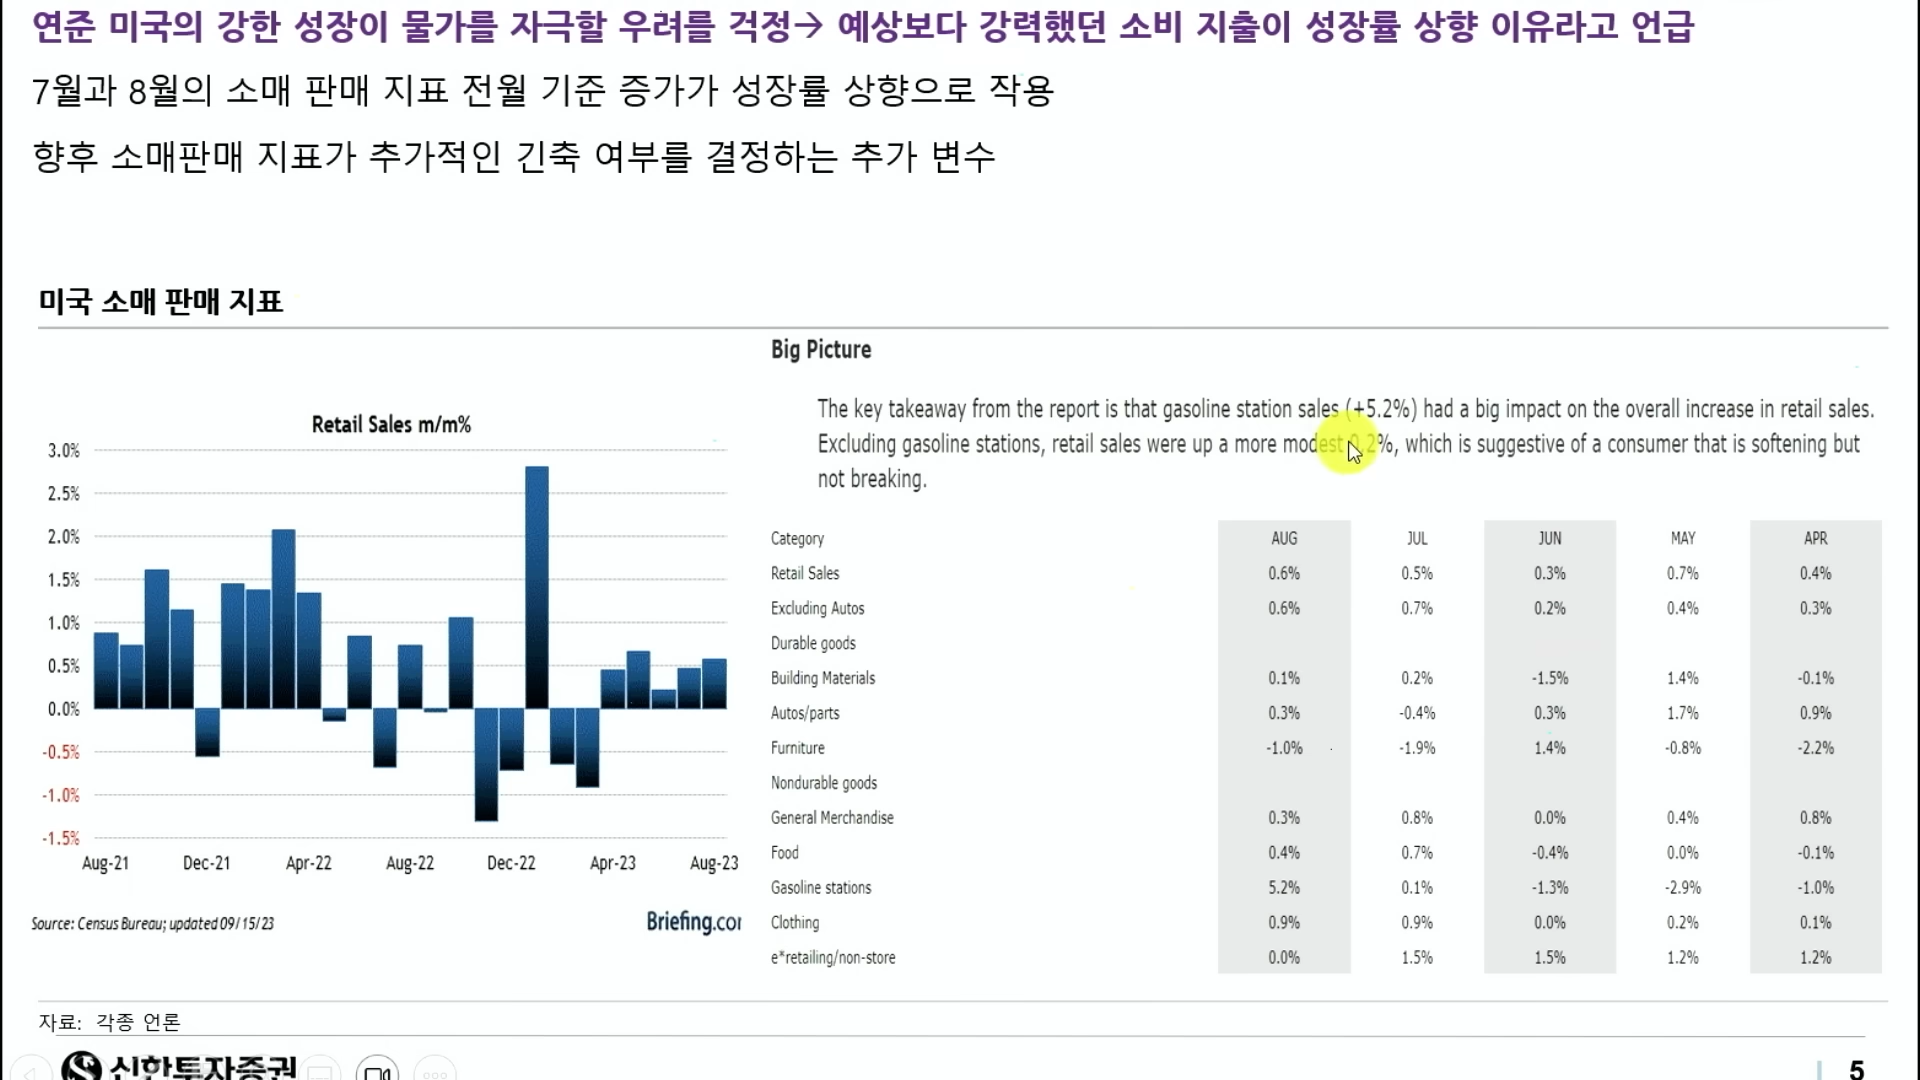 연준 미국의 강한 성장이 물가를 자극할 우려를 걱정→ 예상보다 강력했던 소비 지출이 성장률 상향 이유라고 언급
7월과 8월의 소매 판매 지표 전월 기준 증가가 성장률 상향으로 작용
향후 소매판매 지표가 추가적인 긴축 여부를 결정하는 추가 변수
미국 소매 판매 지표
Retail Sales m/m%
3.0%
2.5%
2.0%
1.5%
1.0%
0.5%
0.0%
-0.5%
-1.0%
-1.5%
Aug-21 Dec-21 Apr-22 Aug-22 Dec-22 Apr-23 Aug-23
Source: Census Bureau; updated 09/15/23
Briefing.com
Big Picture
The key takeaway from the report is that gasoline station sales (+5.2%) had a big impact on the overall increase in retail sales.
Excluding gasoline stations, retail sales were up a more modest 0.2%, which is suggestive of a consumer that is softening but
not breaking.
Category AUG JUL JUN MAY APR
Retail Sales 0.6% 0.5% 0.3% 0.7% 0.4%
Excluding Autos 0.6% 0.7% 0.2% 0.4% 0.3%
Durable goods
Building Materials 0.1% 0.2% -1.5% 1.4% -0.1%
Autos/parts 0.3% -0.4% 0.3% 1.7% 0.9%
Furniture -1.0% -1.9% 1.4% -0.8% -2.2%
Nondurable goods
General Merchandise 0.3% 0.8% 0.0% 0.4% 0.8%
Food 0.4% 0.7% -0.4% 0.0% -0.1%
Gasoline stations 5.2% 0.1% -1.3% -2.9% -1.0%
Clothing 0.9% 0.9% 0.0% 0.2% 0.1%
e*retailing/non-store 0.0% 1.5% 1.5% 1.2% 1.2%
자료: 각종 언론
신한투자증권
5